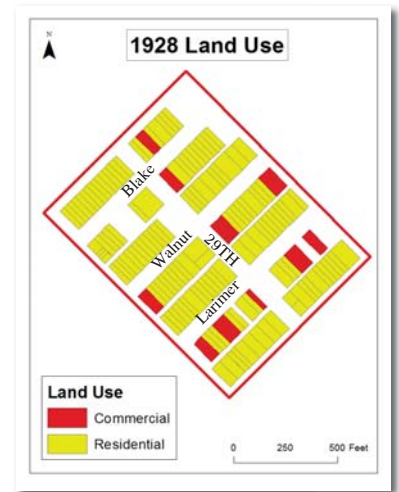 N
1928 Land Use
Blake
Walnut
29TH
Larimer
Land Use
Commercial
Residential
0 250 500 Feet